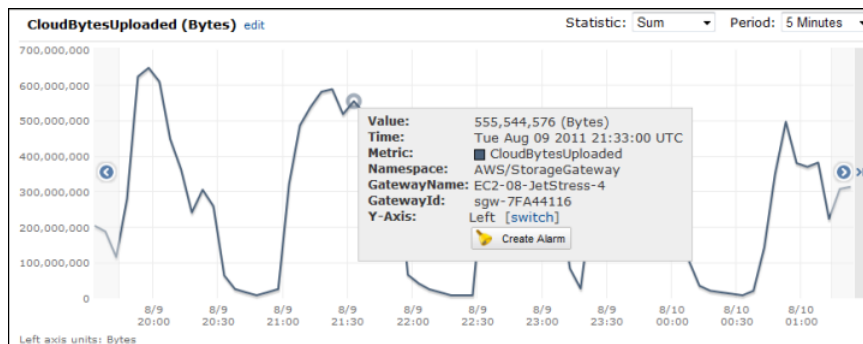 CloudBytesUploaded (Bytes) edit Statistic: Sum Period: 5 Minutes
700,000,000
600,000,000
500,000,000
400,000,000
300,000,000
200,000,000
100,000,000
0
Value: 555,544,576 (Bytes)
Time: Tue Aug 09 2011 21:33:00 UTC
Metric: CloudBytesUploaded
Namespace: AWS/StorageGateway
GatewayName: EC2-08-JetStress-4
GatewayId: sgw-7FA44116
Y-Axis: Left [switch]
Create Alarm
8/9 8/9 8/9 8/9 8/9 8/9 8/9 8/9 8/10 8/10 8/10
20:00 20:30 21:00 21:30 22:00 22:30 23:00 23:30 00:00 00:30 01:00
Left axis units: Bytes